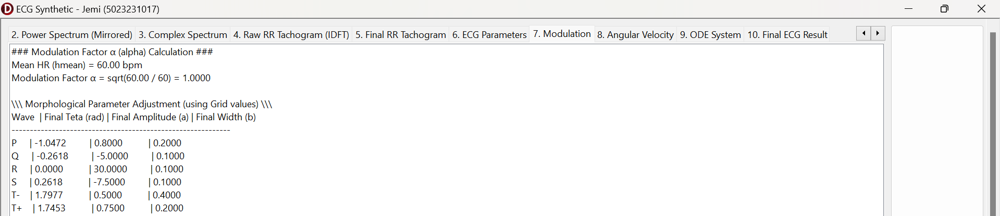 ECG Synthetic - Jemi (5023231017)
2. Power Spectrum (Mirrored) 3. Complex Spectrum 4. Raw RR Tachogram (IDFT) 5. Final RR Tachogram 6. ECG Parameters 7. Modulation 8. Angular Velocity 9. ODE System 10. Final ECG Result
### Modulation Factor α (alpha) Calculation ###
Mean HR (hmean) = 60.00 bpm
Modulation Factor α = sqrt(60.00 / 60) = 1.0000
\\\ Morphological Parameter Adjustment (using Grid values) \\\
Wave | Final Teta (rad) | Final Amplitude (a) | Final Width (b)
------------------------------------------------------------
P | -1.0472 | 0.8000 | 0.2000
Q | -0.2618 | -5.0000 | 0.1000
R | 0.0000 | 30.0000 | 0.1000
S | 0.2618 | -7.5000 | 0.1000
T- | 1.7977 | 0.5000 | 0.4000
T+ | 1.7453 | 0.7500 | 0.2000